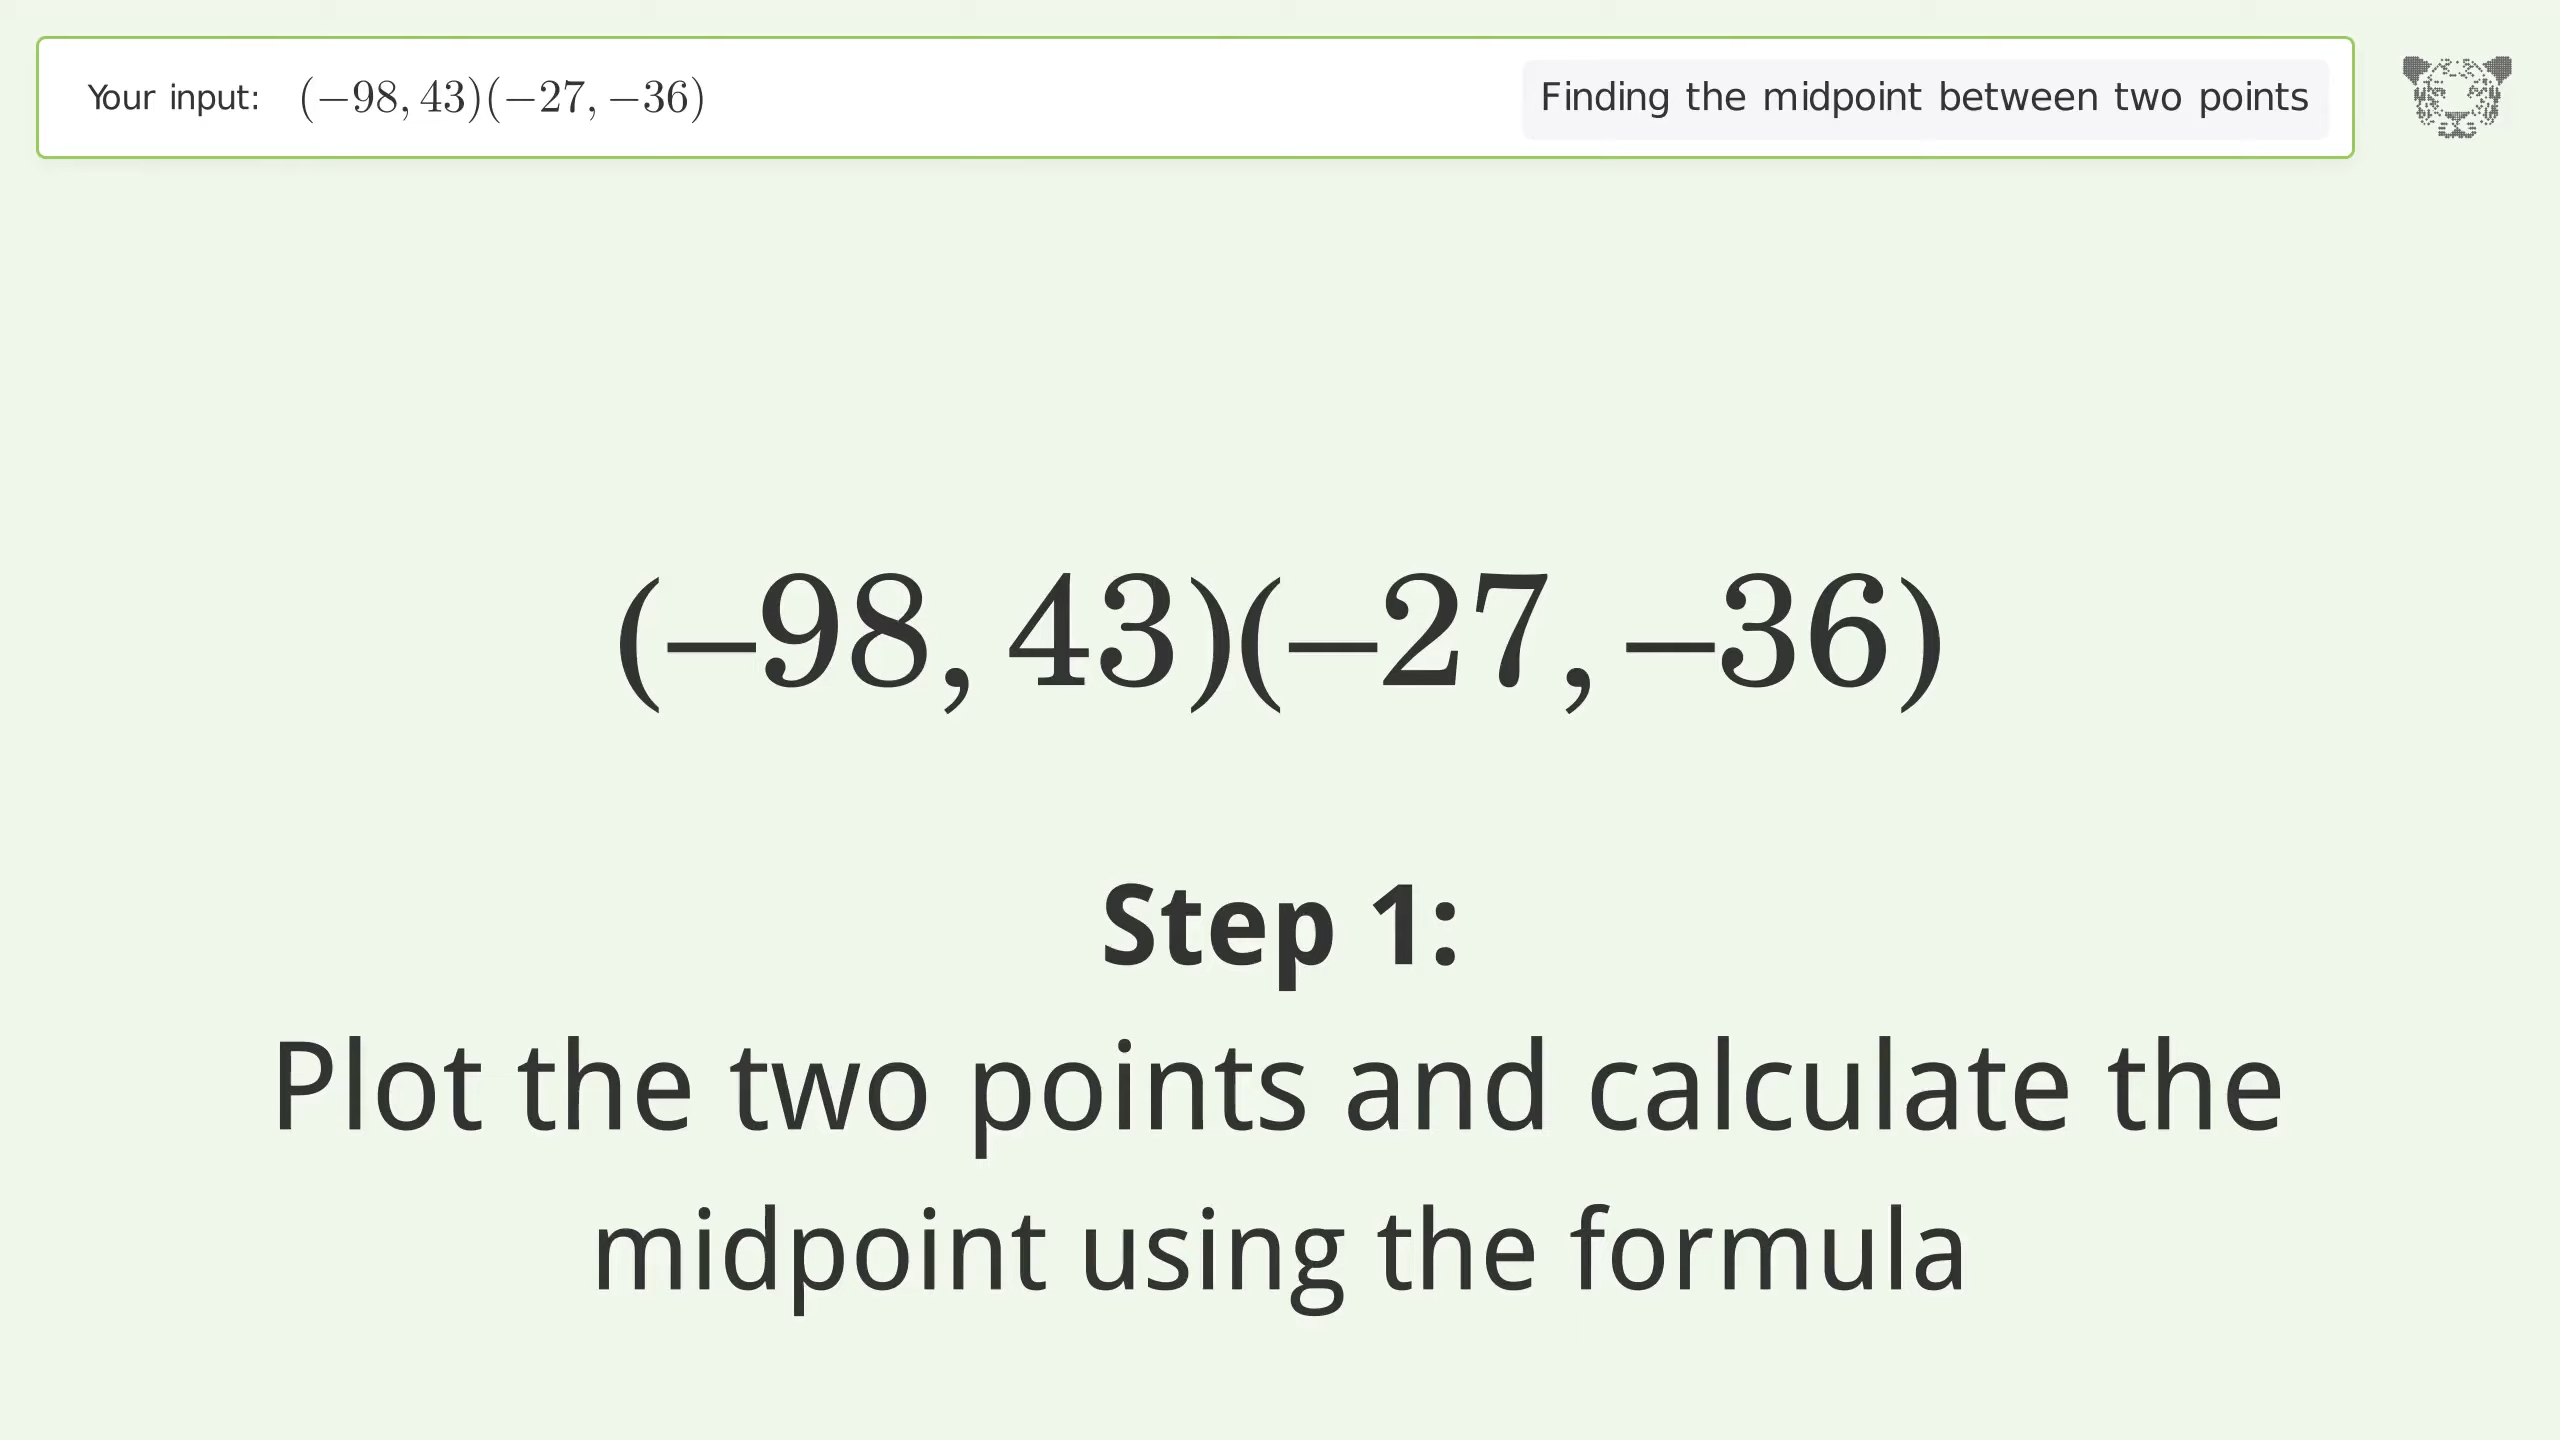 Your input: (−98, 43)(−27, −36)
Finding the midpoint between two points
(−98, 43)(−27, −36)
Step 1:
Plot the two points and calculate the
midpoint using the formula